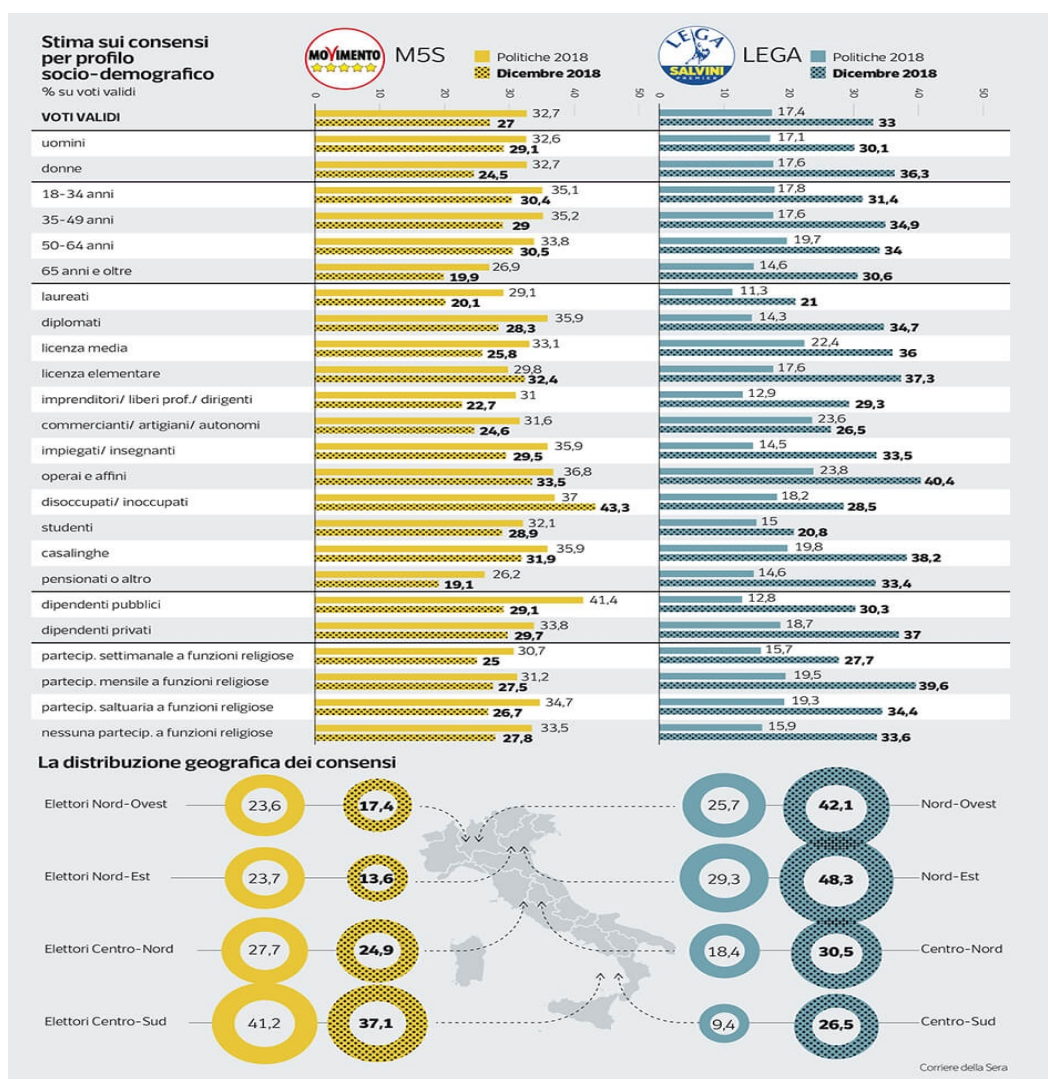 Stima sui consensi
per profilo
socio-demografico
% su voti validi
MOVIMENTO
M5S
Politiche 2018
Dicembre 2018
LEGA
SALVINI
PREMIER
LEGA
Politiche 2018
Dicembre 2018
0 10 20 30 40 50 0 10 20 30 40 50
VOTI VALIDI 32,7 17,4
27 33
uomini 32,6 17,1
29,1 30,1
donne 32,7 17,6
24,5 36,3
18-34 anni 35,1 17,8
30,4 31,4
35-49 anni 35,2 17,6
29 34,9
50-64 anni 33,8 19,7
30,5 34
65 anni e oltre 26,9 14,6
19,9 30,6
laureati 29,1 11,3
20,1 21
diplomati 35,9 14,3
28,3 34,7
licenza media 33,1 22,4
25,8 36
licenza elementare 29,8 17,6
32,4 37,3
imprenditori/ liberi prof./ dirigenti 31 12,9
22,7 29,3
commercianti/ artigiani/ autonomi 31,6 23,6
24,6 26,5
impiegati/ insegnanti 35,9 14,5
29,5 33,5
operai e affini 36,8 23,8
33,5 40,4
disoccupati/ inoccupati 37 18,2
43,3 28,5
studenti 32,1 15
28,9 20,8
casalinghe 35,9 19,8
31,9 38,2
pensionati o altro 26,2 14,6
19,1 33,4
dipendenti pubblici 41,4 12,8
29,1 30,3
dipendenti privati 33,8 18,7
29,7 37
partecip. settimanale a funzioni religiose 30,7 15,7
25 27,7
partecip. mensile a funzioni religiose 31,2 19,5
27,5 39,6
partecip. saltuaria a funzioni religiose 34,7 19,3
26,7 34,4
nessuna partecip. a funzioni religiose 33,5 15,9
27,8 33,6
La distribuzione geografica dei consensi
Elettori Nord-Ovest 23,6 17,4 25,7 42,1 Nord-Ovest
Elettori Nord-Est 23,7 13,6 29,3 48,3 Nord-Est
Elettori Centro-Nord 27,7 24,9 18,4 30,5 Centro-Nord
Elettori Centro-Sud 41,2 37,1 9,4 26,5 Centro-Sud
Corriere della Sera